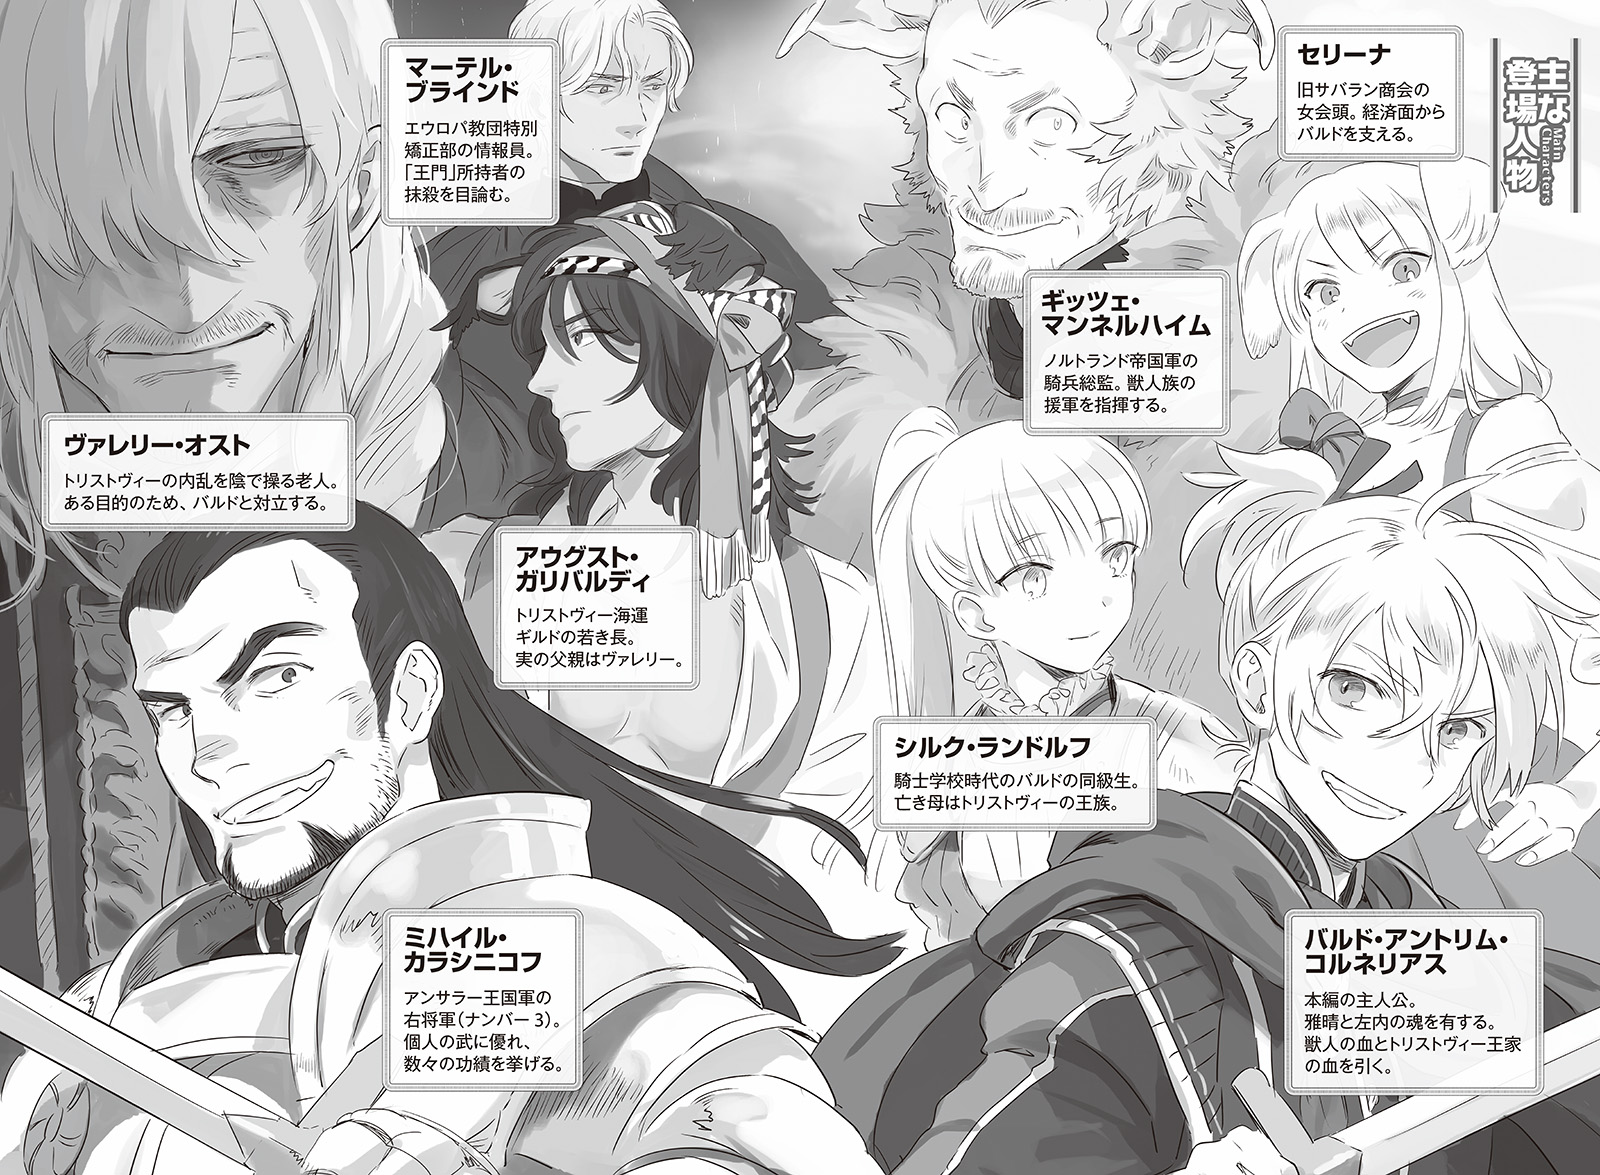 主な
登場人物
Main
Characters
セリーナ
旧サバラン商会の
女会頭。経済面から
バルドを支える。
ギッツェ・
マンネルハイム
ノルトランド帝国軍の
騎兵総監。獣人族の
援軍を指揮する。
マーテル・
ブラインド
エウロパ教団特別
矯正部の情報員。
「王門」所持者の
抹殺を目論む。
ヴァレリー・オスト
トリストヴィーの内乱を陰で操る老人。
ある目的のため、バルドと対立する。
アウグスト・
ガリバルディ
トリストヴィー海運
ギルドの若き長。
実の父親はヴァレリー。
シルク・ランドルフ
騎士学校時代のバルドの同級生。
亡き母はトリストヴィーの王族。
バルド・アントリム・
コルネリアス
本編の主人公。
雅晴と左内の魂を有する。
獣人の血とトリストヴィー王家
の血を引く。
ミハイル・
カラシニコフ
アンサラー王国軍の
右将軍(ナンバー3)。
個人の武に優れ、
数々の功績を挙げる。